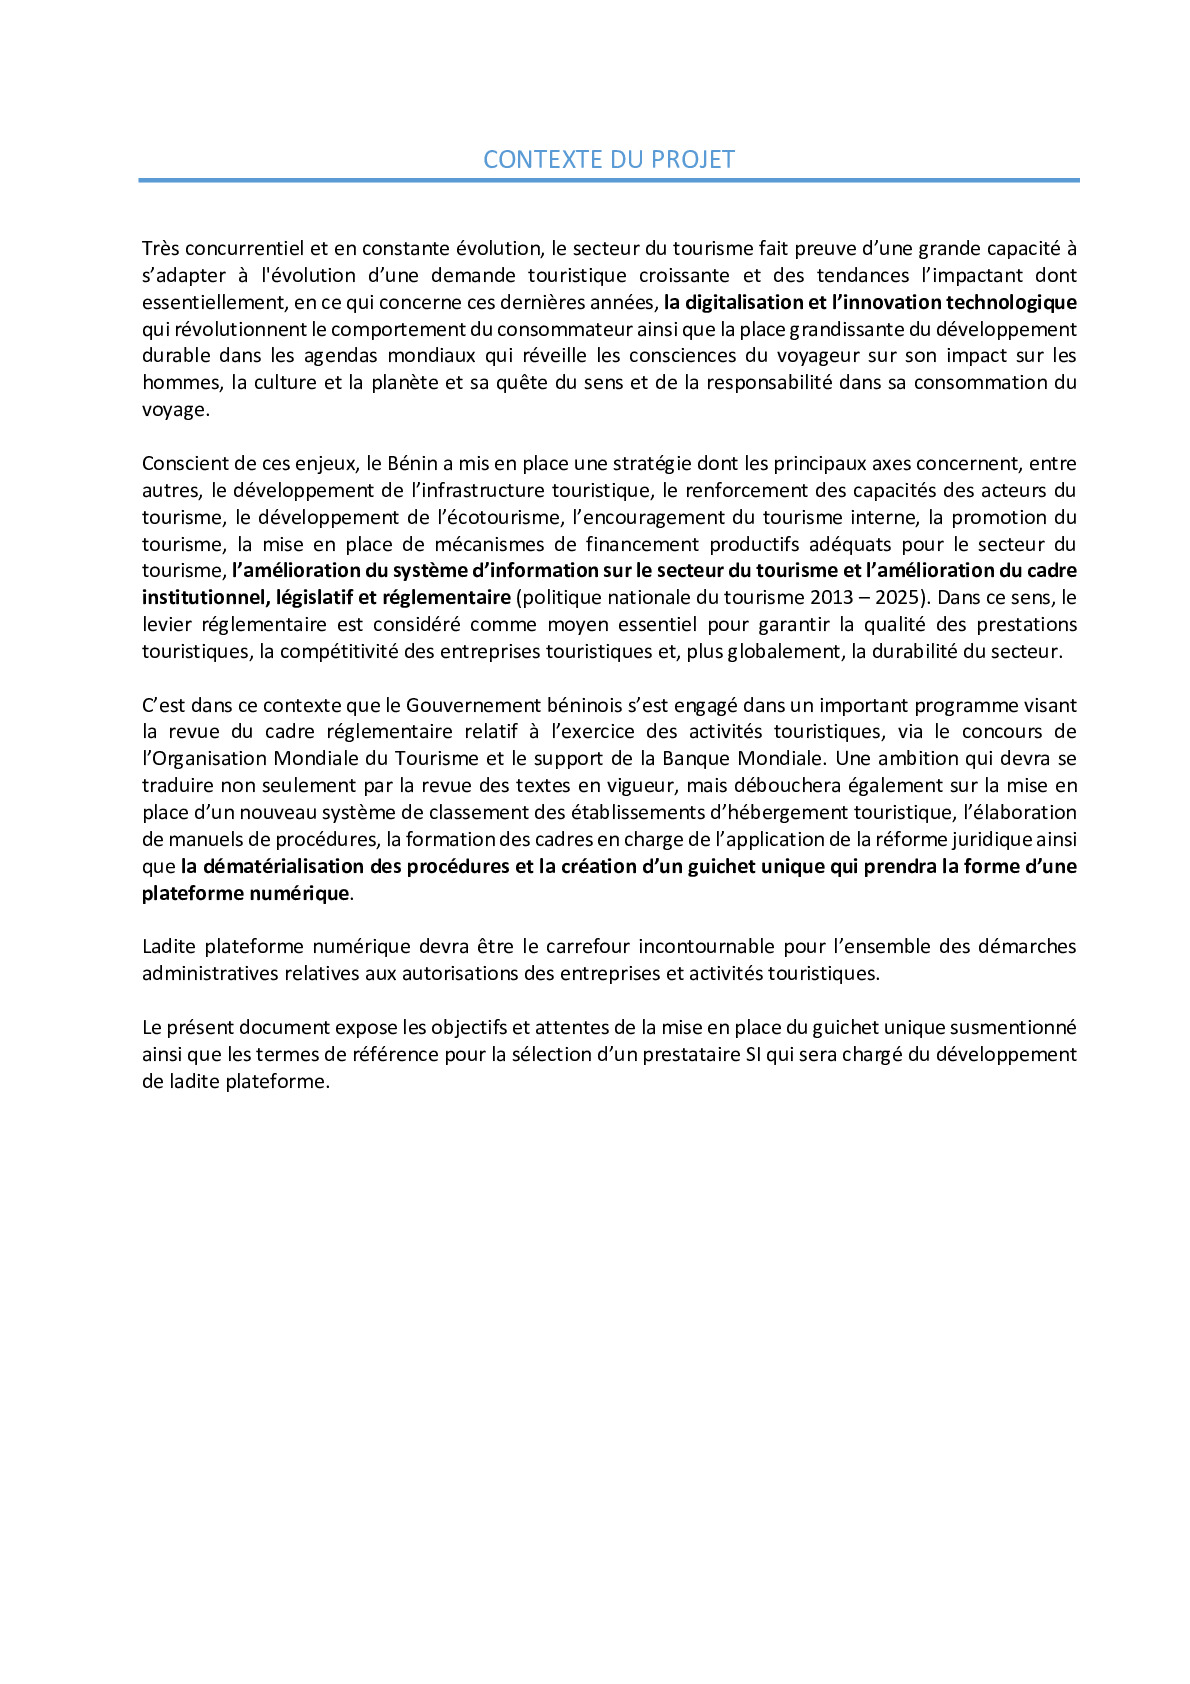 CONTEXTE DU PROJET
Très concurrentiel et en constante évolution, le secteur du tourisme fait preuve d’une grande capacité à
s’adapter à l'évolution d’une demande touristique croissante et des tendances l’impactant dont
essentiellement, en ce qui concerne ces dernières années, la digitalisation et l’innovation technologique
qui révolutionnent le comportement du consommateur ainsi que la place grandissante du développement
durable dans les agendas mondiaux qui réveille les consciences du voyageur sur son impact sur les
hommes, la culture et la planète et sa quête du sens et de la responsabilité dans sa consommation du
voyage.
Conscient de ces enjeux, le Bénin a mis en place une stratégie dont les principaux axes concernent, entre
autres, le développement de l’infrastructure touristique, le renforcement des capacités des acteurs du
tourisme, le développement de l’écotourisme, l’encouragement du tourisme interne, la promotion du
tourisme, la mise en place de mécanismes de financement productifs adéquats pour le secteur du
tourisme, l’amélioration du système d’information sur le secteur du tourisme et l’amélioration du cadre
institutionnel, législatif et réglementaire (politique nationale du tourisme 2013 – 2025). Dans ce sens, le
levier réglementaire est considéré comme moyen essentiel pour garantir la qualité des prestations
touristiques, la compétitivité des entreprises touristiques et, plus globalement, la durabilité du secteur.
C’est dans ce contexte que le Gouvernement béninois s’est engagé dans un important programme visant
la revue du cadre réglementaire relatif à l’exercice des activités touristiques, via le concours de
l’Organisation Mondiale du Tourisme et le support de la Banque Mondiale. Une ambition qui devra se
traduire non seulement par la revue des textes en vigueur, mais débouchera également sur la mise en
place d’un nouveau système de classement des établissements d’hébergement touristique, l’élaboration
de manuels de procédures, la formation des cadres en charge de l’application de la réforme juridique ainsi
que la dématérialisation des procédures et la création d’un guichet unique qui prendra la forme d’une
plateforme numérique.
Ladite plateforme numérique devra être le carrefour incontournable pour l’ensemble des démarches
administratives relatives aux autorisations des entreprises et activités touristiques.
Le présent document expose les objectifs et attentes de la mise en place du guichet unique susmentionné
ainsi que les termes de référence pour la sélection d’un prestataire SI qui sera chargé du développement
de ladite plateforme.